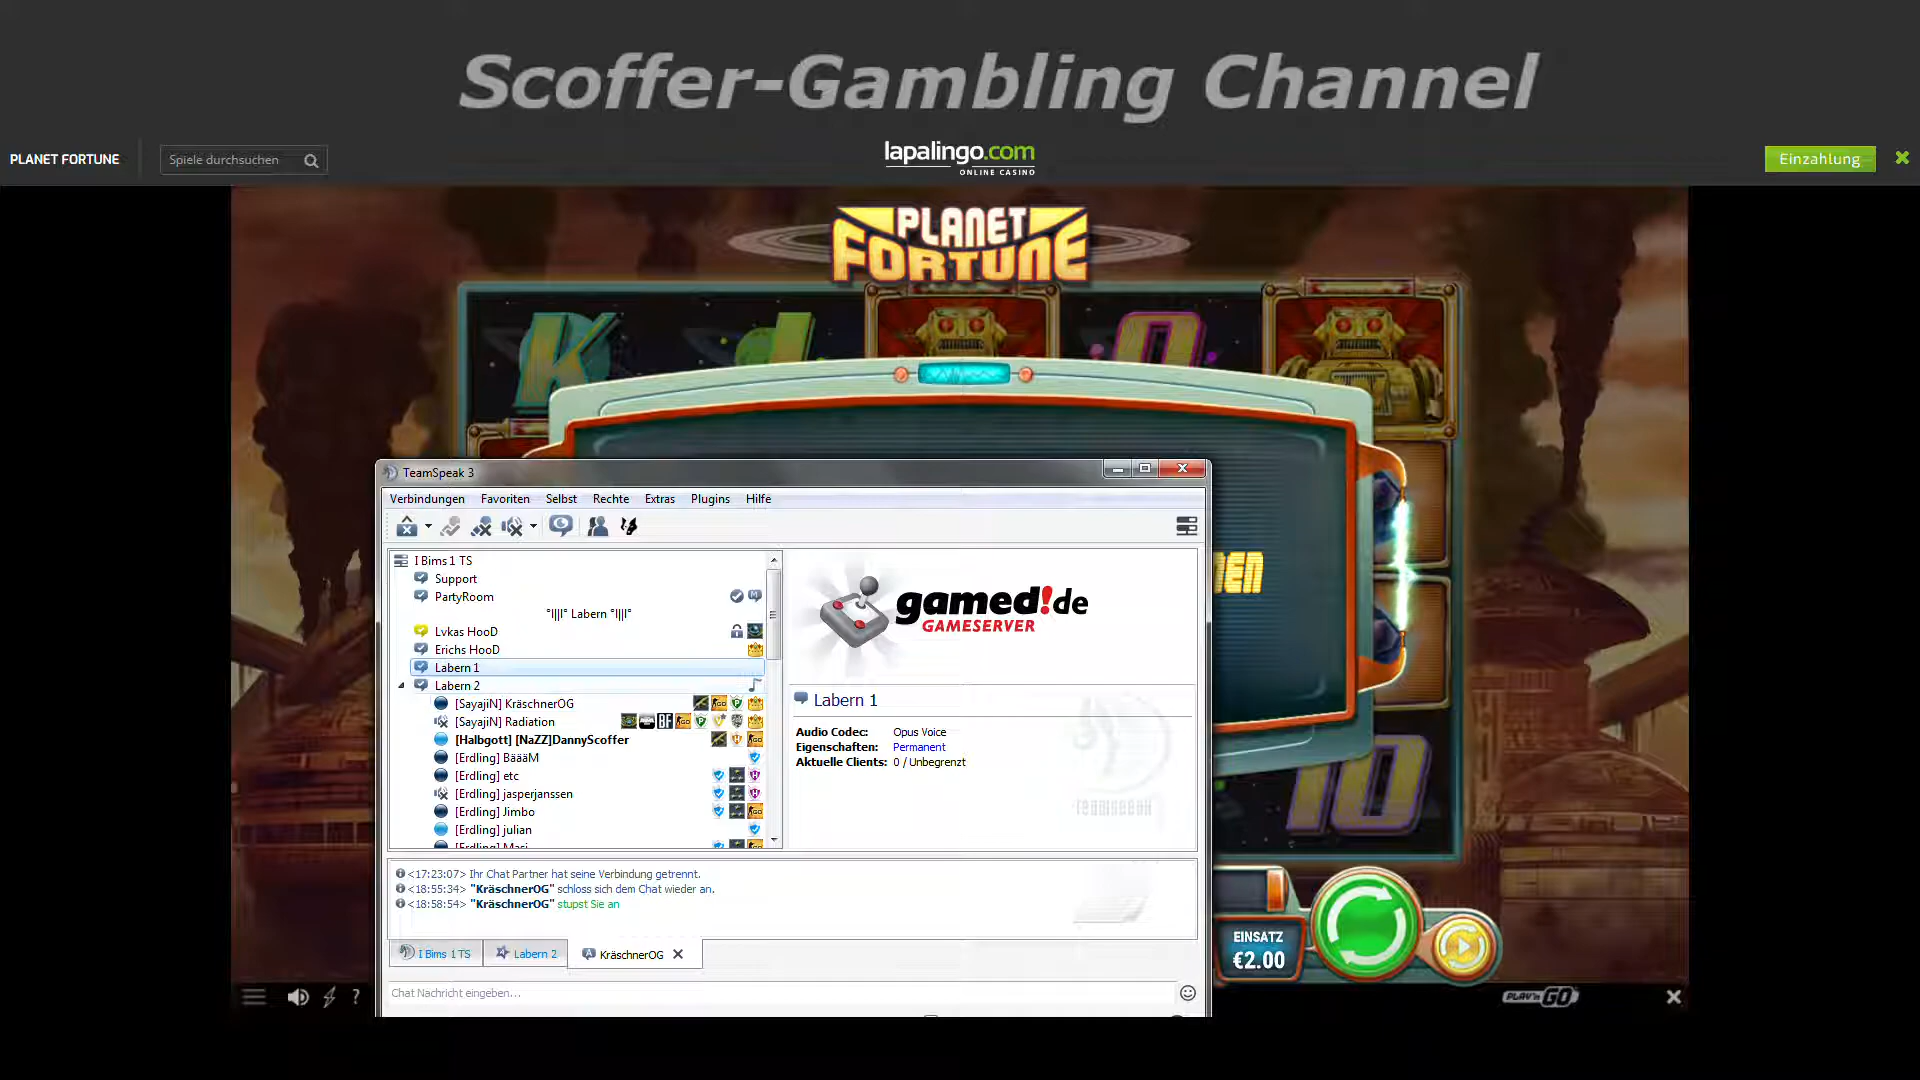 Scoffer-Gambling Channel
PLANET FORTUNE
Spiele durchsuchen
lapalingo.com
ONLINE CASINO
Einzahlung
PLANET
FORTUNE
K J Q
TeamSpeak 3
Verbindungen Favoriten Selbst Rechte Extras Plugins Hilfe
I Bims 1 TS
Support
PartyRoom
°||||° Labern °||||°
Lvkas HooD
Erichs HooD
Labern 1
Labern 2
[SayajiN] KräschnerOG
[SayajiN] Radiation
[Halbgott] [NaZZ]DannyScoffer
[Erdling] BäääM
[Erdling] etc
[Erdling] jasperjanssen
[Erdling] Jimbo
[Erdling] julian
[Erdling] Masi
gamed!de
GAMESERVER
Labern 1
Audio Codec: Opus Voice
Eigenschaften: Permanent
Aktuelle Clients: 0 / Unbegrenzt
teamspeak
10
<17:23:07> Ihr Chat Partner hat seine Verbindung getrennt.
<18:55:34> "KräschnerOG" schloss sich dem Chat wieder an.
<18:58:54> "KräschnerOG" stupst Sie an
I Bims 1 TS Labern 2 KräschnerOG
Chat Nachricht eingeben...
EINSATZ
€2.00
PLAY'n GO